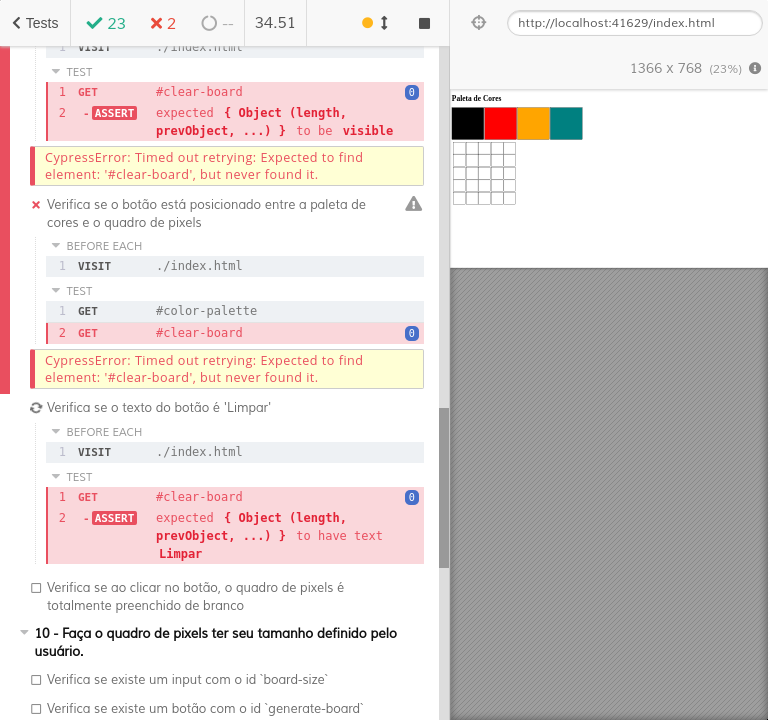 Tests 23 2 -- 34.51
http://localhost:41629/index.html
1366 x 768 (23%)
VISIT ./index.html
TEST
1 GET #clear-board 0
2 -ASSERT expected { Object (length,
prevObject, ...) } to be visible
CypressError: Timed out retrying: Expected to find
element: '#clear-board', but never found it.
Verifica se o botão está posicionado entre a paleta de
cores e o quadro de pixels
BEFORE EACH
1 VISIT ./index.html
TEST
1 GET #color-palette
2 GET #clear-board 0
CypressError: Timed out retrying: Expected to find
element: '#clear-board', but never found it.
Verifica se o texto do botão é 'Limpar'
BEFORE EACH
1 VISIT ./index.html
TEST
1 GET #clear-board 0
2 -ASSERT expected { Object (length,
prevObject, ...) } to have text
Limpar
Verifica se ao clicar no botão, o quadro de pixels é
totalmente preenchido de branco
10 - Faça o quadro de pixels ter seu tamanho definido pelo
usuário.
Verifica se existe um input com o id `board-size`
Verifica se existe um botão com o id `generate-board`
Paleta de Cores